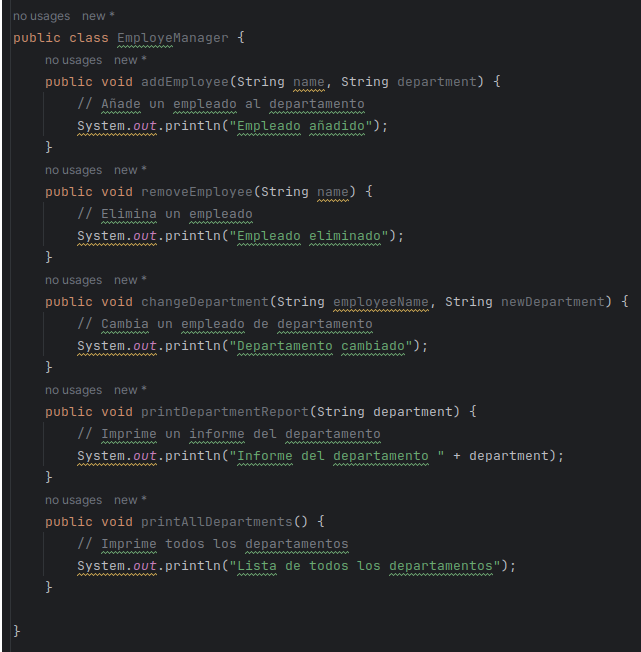 no usages   new *
public class EmployeManager {
no usages   new *
public void addEmployee(String name, String department) {
// Añade un empleado al departamento
System.out.println("Empleado añadido");
}
no usages   new *
public void removeEmployee(String name) {
// Elimina un empleado
System.out.println("Empleado eliminado");
}
no usages   new *
public void changeDepartment(String employeeName, String newDepartment) {
// Cambia un empleado de departamento
System.out.println("Departamento cambiado");
}
no usages   new *
public void printDepartmentReport(String department) {
// Imprime un informe del departamento
System.out.println("Informe del departamento " + department);
}
no usages   new *
public void printAllDepartments() {
// Imprime todos los departamentos
System.out.println("Lista de todos los departamentos");
}
}